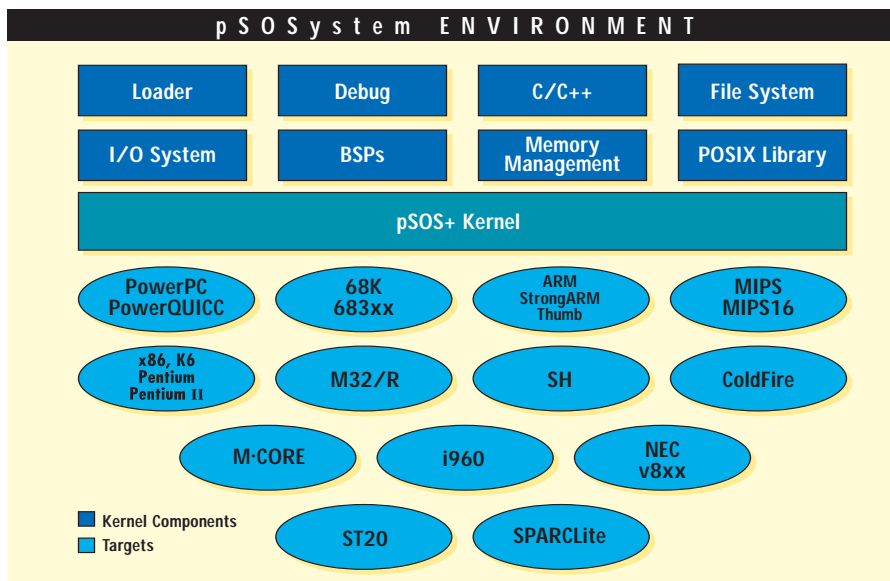 pSOSystem ENVIRONMENT
Loader
Debug
C/C++
File System
I/O System
BSPs
Memory
Management
POSIX Library
pSOS+ Kernel
PowerPC
PowerQUICC
68K
683xx
ARM
StrongARM
Thumb
MIPS
MIPS16
x86, K6
Pentium
Pentium II
M32/R
SH
ColdFire
M·CORE
i960
NEC
v8xx
ST20
SPARCLite
Kernel Components
Targets